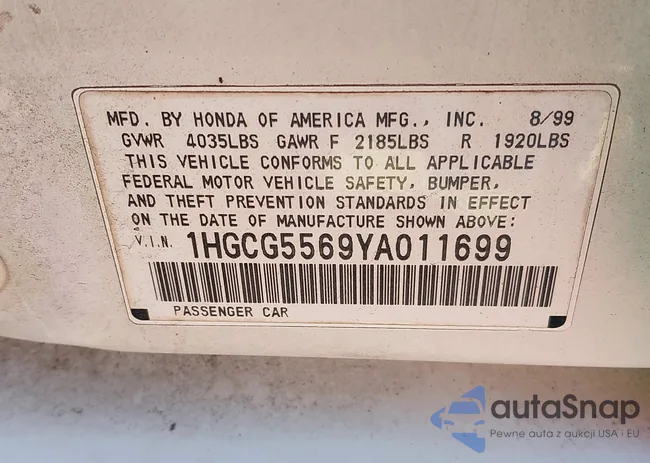 MFD. BY HONDA OF AMERICA MFG., INC. 8/99
GVWR 4035LBS GAWR F 2185LBS R 1920LBS
THIS VEHICLE CONFORMS TO ALL APPLICABLE
FEDERAL MOTOR VEHICLE SAFETY, BUMPER,
AND THEFT PREVENTION STANDARDS IN EFFECT
ON THE DATE OF MANUFACTURE SHOWN ABOVE:
V.I.N. 1HGCG5569YA011699
PASSENGER CAR
autaSnap
Pewne auta z aukcji USA i EU